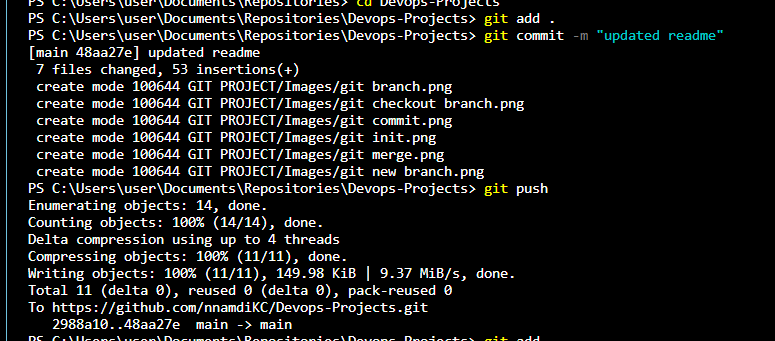 PS C:\Users\user\Documents\Repositories> cd Devops-Projects
PS C:\Users\user\Documents\Repositories\Devops-Projects> git add .
PS C:\Users\user\Documents\Repositories\Devops-Projects> git commit -m "updated readme"
[main 48aa27e] updated readme
 7 files changed, 53 insertions(+)
 create mode 100644 GIT PROJECT/Images/git branch.png
 create mode 100644 GIT PROJECT/Images/git checkout branch.png
 create mode 100644 GIT PROJECT/Images/git commit.png
 create mode 100644 GIT PROJECT/Images/git init.png
 create mode 100644 GIT PROJECT/Images/git merge.png
 create mode 100644 GIT PROJECT/Images/git new branch.png
PS C:\Users\user\Documents\Repositories\Devops-Projects> git push
Enumerating objects: 14, done.
Counting objects: 100% (14/14), done.
Delta compression using up to 4 threads
Compressing objects: 100% (11/11), done.
Writing objects: 100% (11/11), 149.98 KiB | 9.37 MiB/s, done.
Total 11 (delta 0), reused 0 (delta 0), pack-reused 0
To https://github.com/nnamdiKC/Devops-Projects.git
   2988a10..48aa27e  main -> main
PS C:\Users\user\Documents\Repositories\Devops-Projects> git add